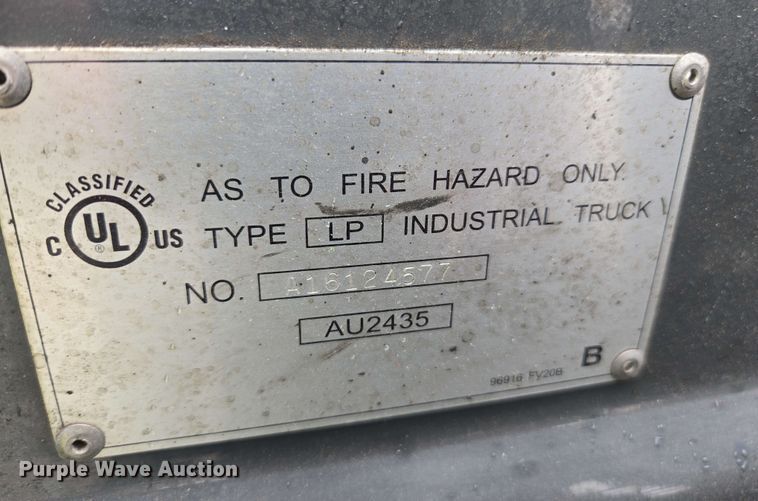 CLASSIFIED
C UL ® US
AS TO FIRE HAZARD ONLY.
TYPE LP INDUSTRIAL TRUCK
NO. A16124577
AU2435
96916 FV20B
B
Purple Wave Auction